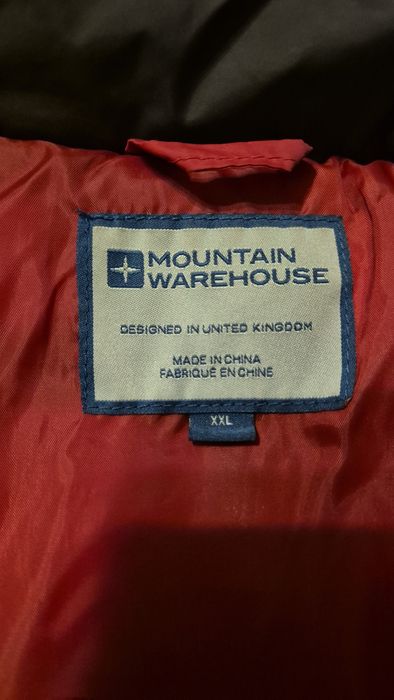 MOUNTAIN
WAREHOUSE
DESIGNED IN UNITED KINGDOM
MADE IN CHINA
FABRIQUÉ EN CHINE
XXL